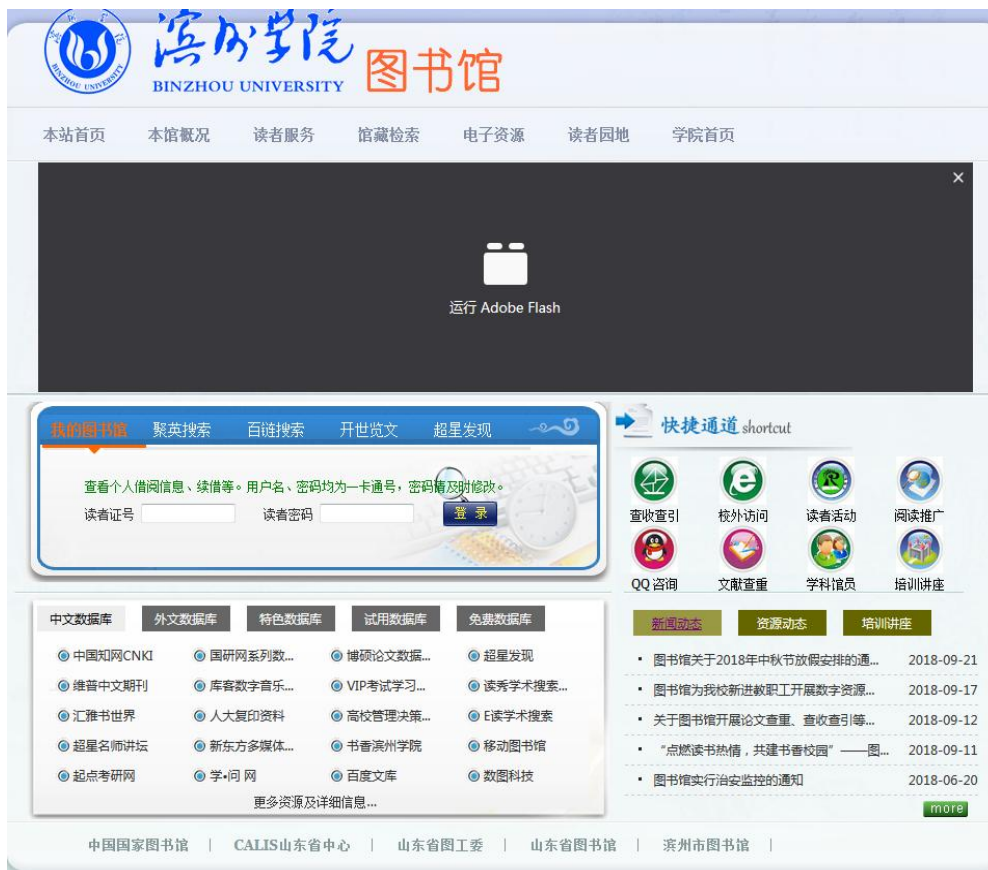 滨州学院
BINZHOU UNIVERSITY
图书馆
BINZHOU UNIVERSITY
本站首页 本馆概况 读者服务 馆藏检索 电子资源 读者园地 学院首页
运行 Adobe Flash
我的图书馆 聚英搜索 百链搜索 开世览文 超星发现
查看个人借阅信息、续借等。用户名、密码均为一卡通号，密码请及时修改。
读者证号 读者密码 登 录
快捷通道 shortcut
查收查引 校外访问 读者活动 阅读推广
QQ咨询 文献查重 学科馆员 培训讲座
中文数据库 外文数据库 特色数据库 试用数据库 免费数据库
中国知网CNKI 国研网系列数... 博硕论文数据... 超星发现
维普中文期刊 库客数字音乐... VIP考试学习... 读秀学术搜索...
汇雅书世界 人大复印资料 高校管理决策... E读学术搜索
超星名师讲坛 新东方多媒体... 书香滨州学院 移动图书馆
起点考研网 学•问 网 百度文库 数图科技
更多资源及详细信息...
新闻动态 资源动态 培训讲座
图书馆关于2018年中秋节放假安排的通... 2018-09-21
图书馆为我校新进教职工开展数字资源... 2018-09-17
关于图书馆开展论文查重、查收查引等... 2018-09-12
“点燃读书热情，共建书香校园”——图... 2018-09-11
图书馆实行治安监控的通知 2018-06-20
more
中国国家图书馆 | CALIS山东省中心 | 山东省图工委 | 山东省图书馆 | 滨州市图书馆 |